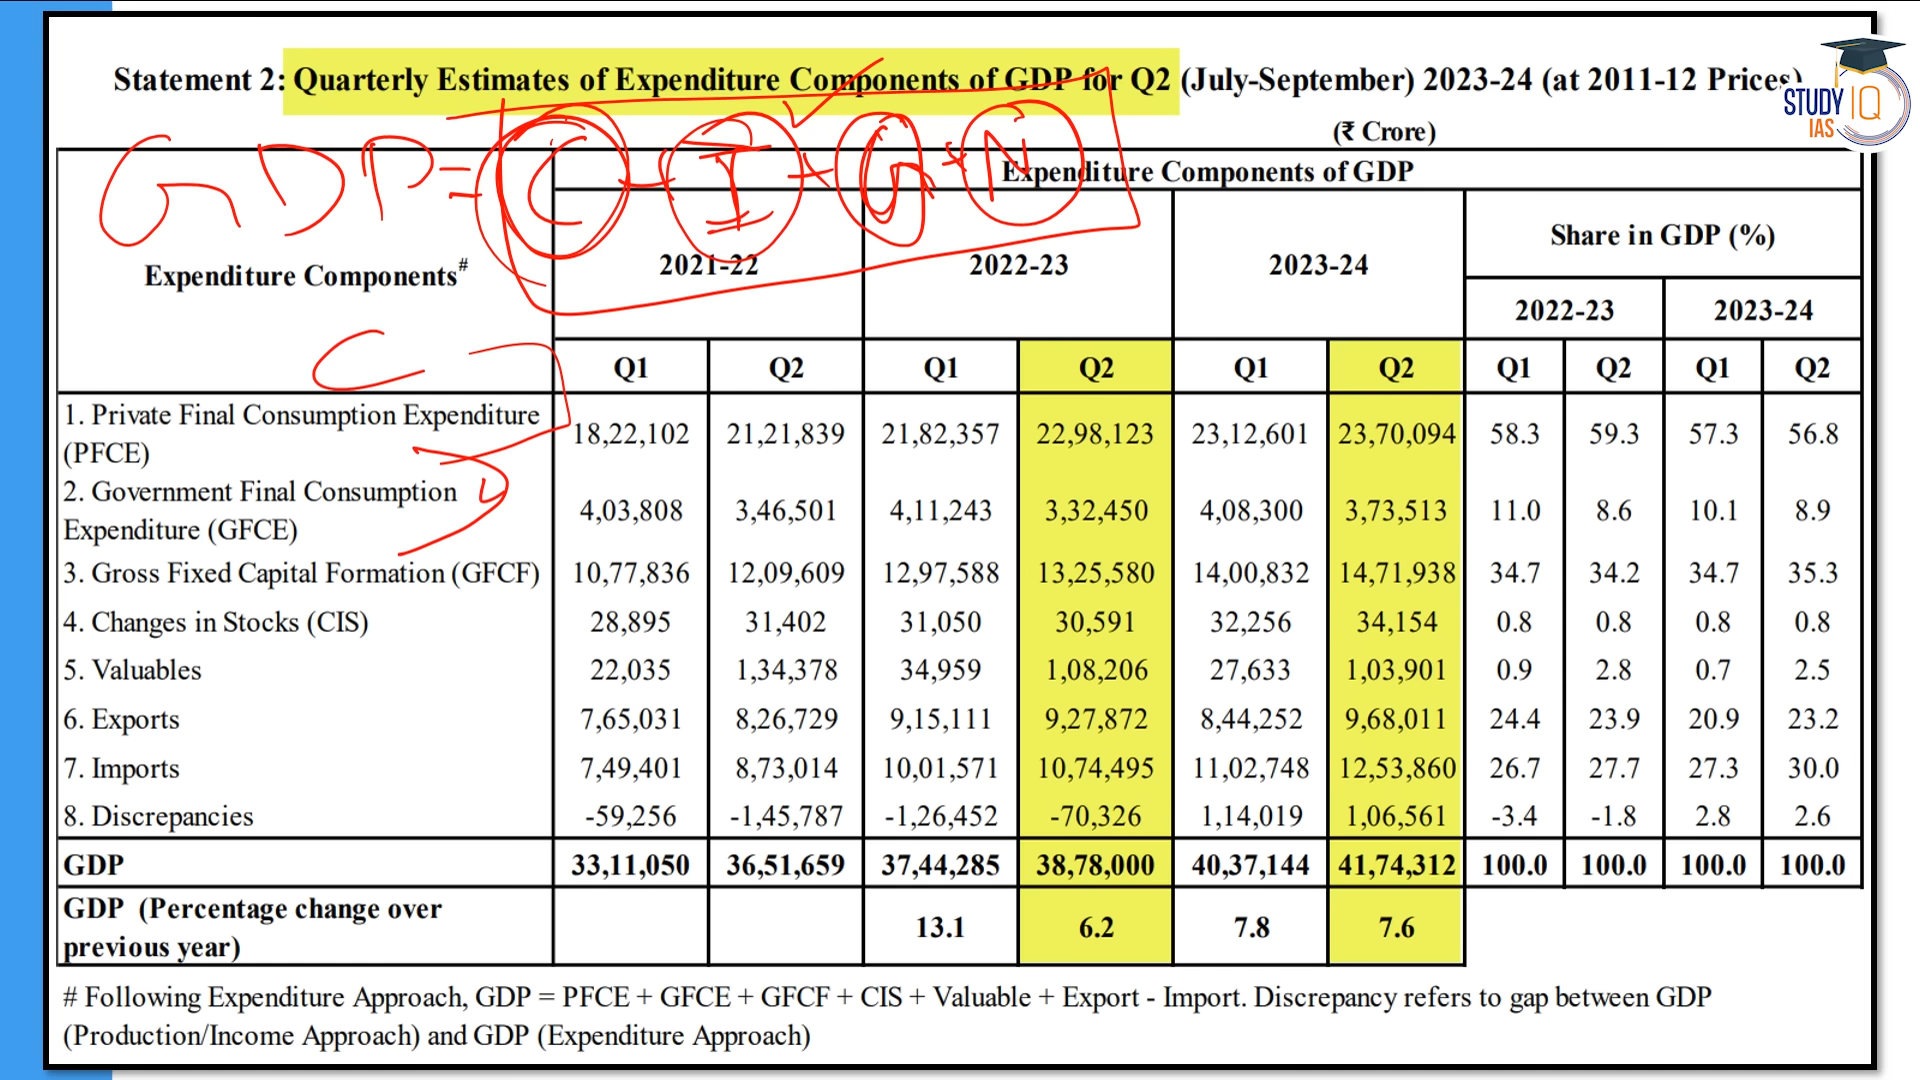 Statement 2: Quarterly Estimates of Expenditure Components of GDP for Q2 (July-September) 2023-24 (at 2011-12 Prices)
STUDY IQ
IAS
(₹ Crore)
GDP = C + I + G + N
Expenditure Components of GDP
Expenditure Components# 2021-22 2022-23 2023-24 Share in GDP (%)
2022-23 2023-24
C
Q1 Q2 Q1 Q2 Q1 Q2 Q1 Q2 Q1 Q2
1. Private Final Consumption Expenditure
(PFCE) 18,22,102 21,21,839 21,82,357 22,98,123 23,12,601 23,70,094 58.3 59.3 57.3 56.8
2. Government Final Consumption
Expenditure (GFCE) 4,03,808 3,46,501 4,11,243 3,32,450 4,08,300 3,73,513 11.0 8.6 10.1 8.9
3. Gross Fixed Capital Formation (GFCF) 10,77,836 12,09,609 12,97,588 13,25,580 14,00,832 14,71,938 34.7 34.2 34.7 35.3
4. Changes in Stocks (CIS) 28,895 31,402 31,050 30,591 32,256 34,154 0.8 0.8 0.8 0.8
5. Valuables 22,035 1,34,378 34,959 1,08,206 27,633 1,03,901 0.9 2.8 0.7 2.5
6. Exports 7,65,031 8,26,729 9,15,111 9,27,872 8,44,252 9,68,011 24.4 23.9 20.9 23.2
7. Imports 7,49,401 8,73,014 10,01,571 10,74,495 11,02,748 12,53,860 26.7 27.7 27.3 30.0
8. Discrepancies -59,256 -1,45,787 -1,26,452 -70,326 1,14,019 1,06,561 -3.4 -1.8 2.8 2.6
GDP 33,11,050 36,51,659 37,44,285 38,78,000 40,37,144 41,74,312 100.0 100.0 100.0 100.0
GDP (Percentage change over
previous year) 13.1 6.2 7.8 7.6
# Following Expenditure Approach, GDP = PFCE + GFCE + GFCF + CIS + Valuable + Export - Import. Discrepancy refers to gap between GDP
(Production/Income Approach) and GDP (Expenditure Approach)